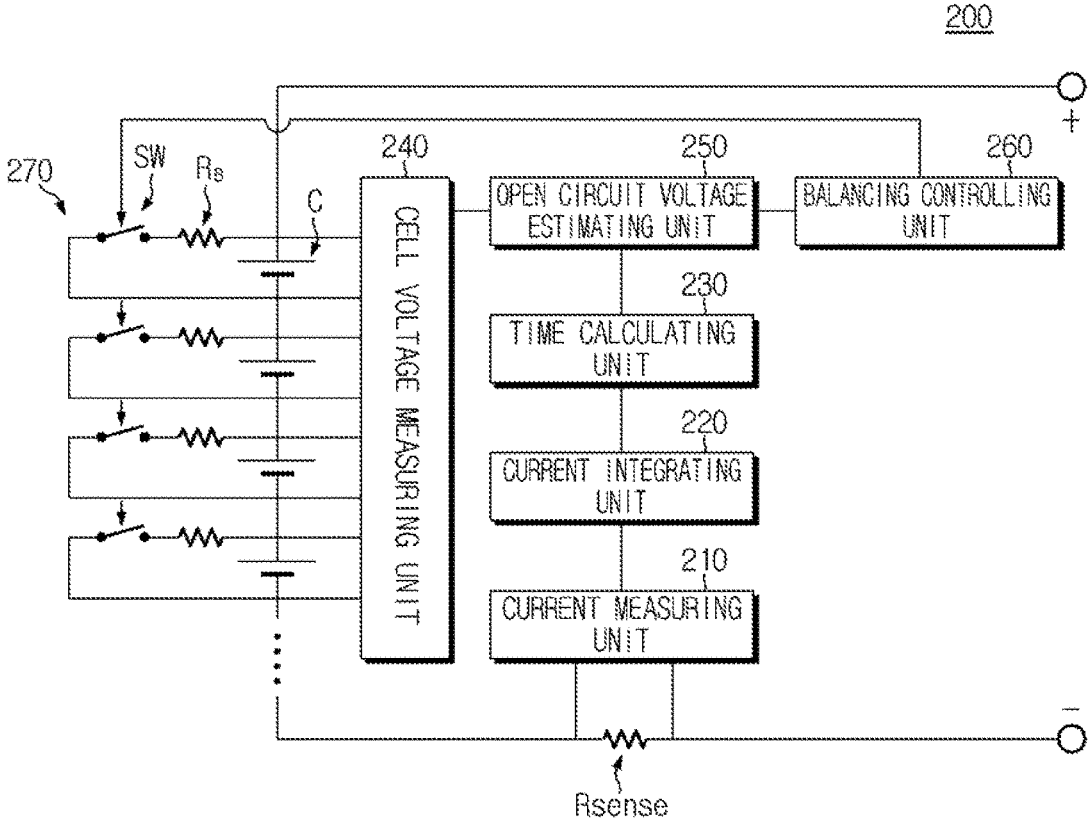 200
+
270
SW
Rs
C
240
CELL VOLTAGE MEASURING UNIT
250
OPEN CIRCUIT VOLTAGE
ESTIMATING UNIT
260
BALANCING CONTROLLING
UNIT
230
TIME CALCULATING
UNIT
220
CURRENT INTEGRATING
UNIT
210
CURRENT MEASURING
UNIT
−
Rsense